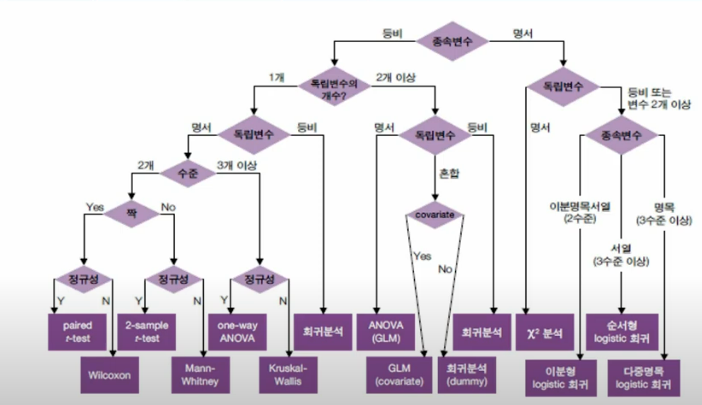 등비
종속변수
명서
1개
독립변수의
개수?
2개 이상
독립변수
등비 또는
변수 2개 이상
명서
독립변수
등비
명서
독립변수
등비
명서
종속변수
2개
수준
3개 이상
혼합
Yes
짝
No
covariate
이분명목서열
(2수준)
명목
(3수준 이상)
서열
(3수준 이상)
Yes
No
정규성
정규성
정규성
Y
N
Y
N
Y
N
paired
t-test
2-sample
t-test
one-way
ANOVA
회귀분석
ANOVA
(GLM)
회귀분석
χ² 분석
순서형
logistic 회귀
Wilcoxon
Mann-
Whitney
Kruskal-
Wallis
GLM
(covariate)
회귀분석
(dummy)
이분형
logistic 회귀
다중명목
logistic 회귀